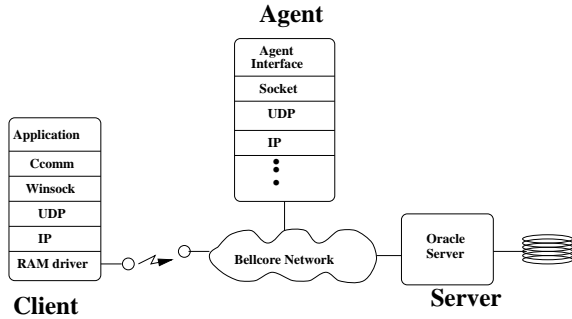 Agent
Agent
Interface
Socket
UDP
IP
Application
Ccomm
Winsock
UDP
IP
RAM driver
Client
Bellcore Network
Oracle
Server
Server